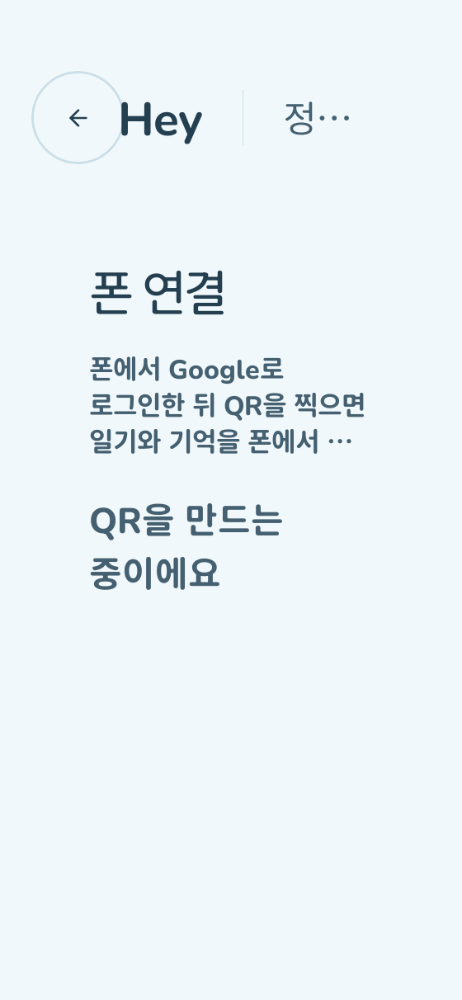 Hey
정···
폰 연결
폰에서 Google로
로그인한 뒤 QR을 찍으면
일기와 기억을 폰에서 ···
QR을 만드는
중이에요